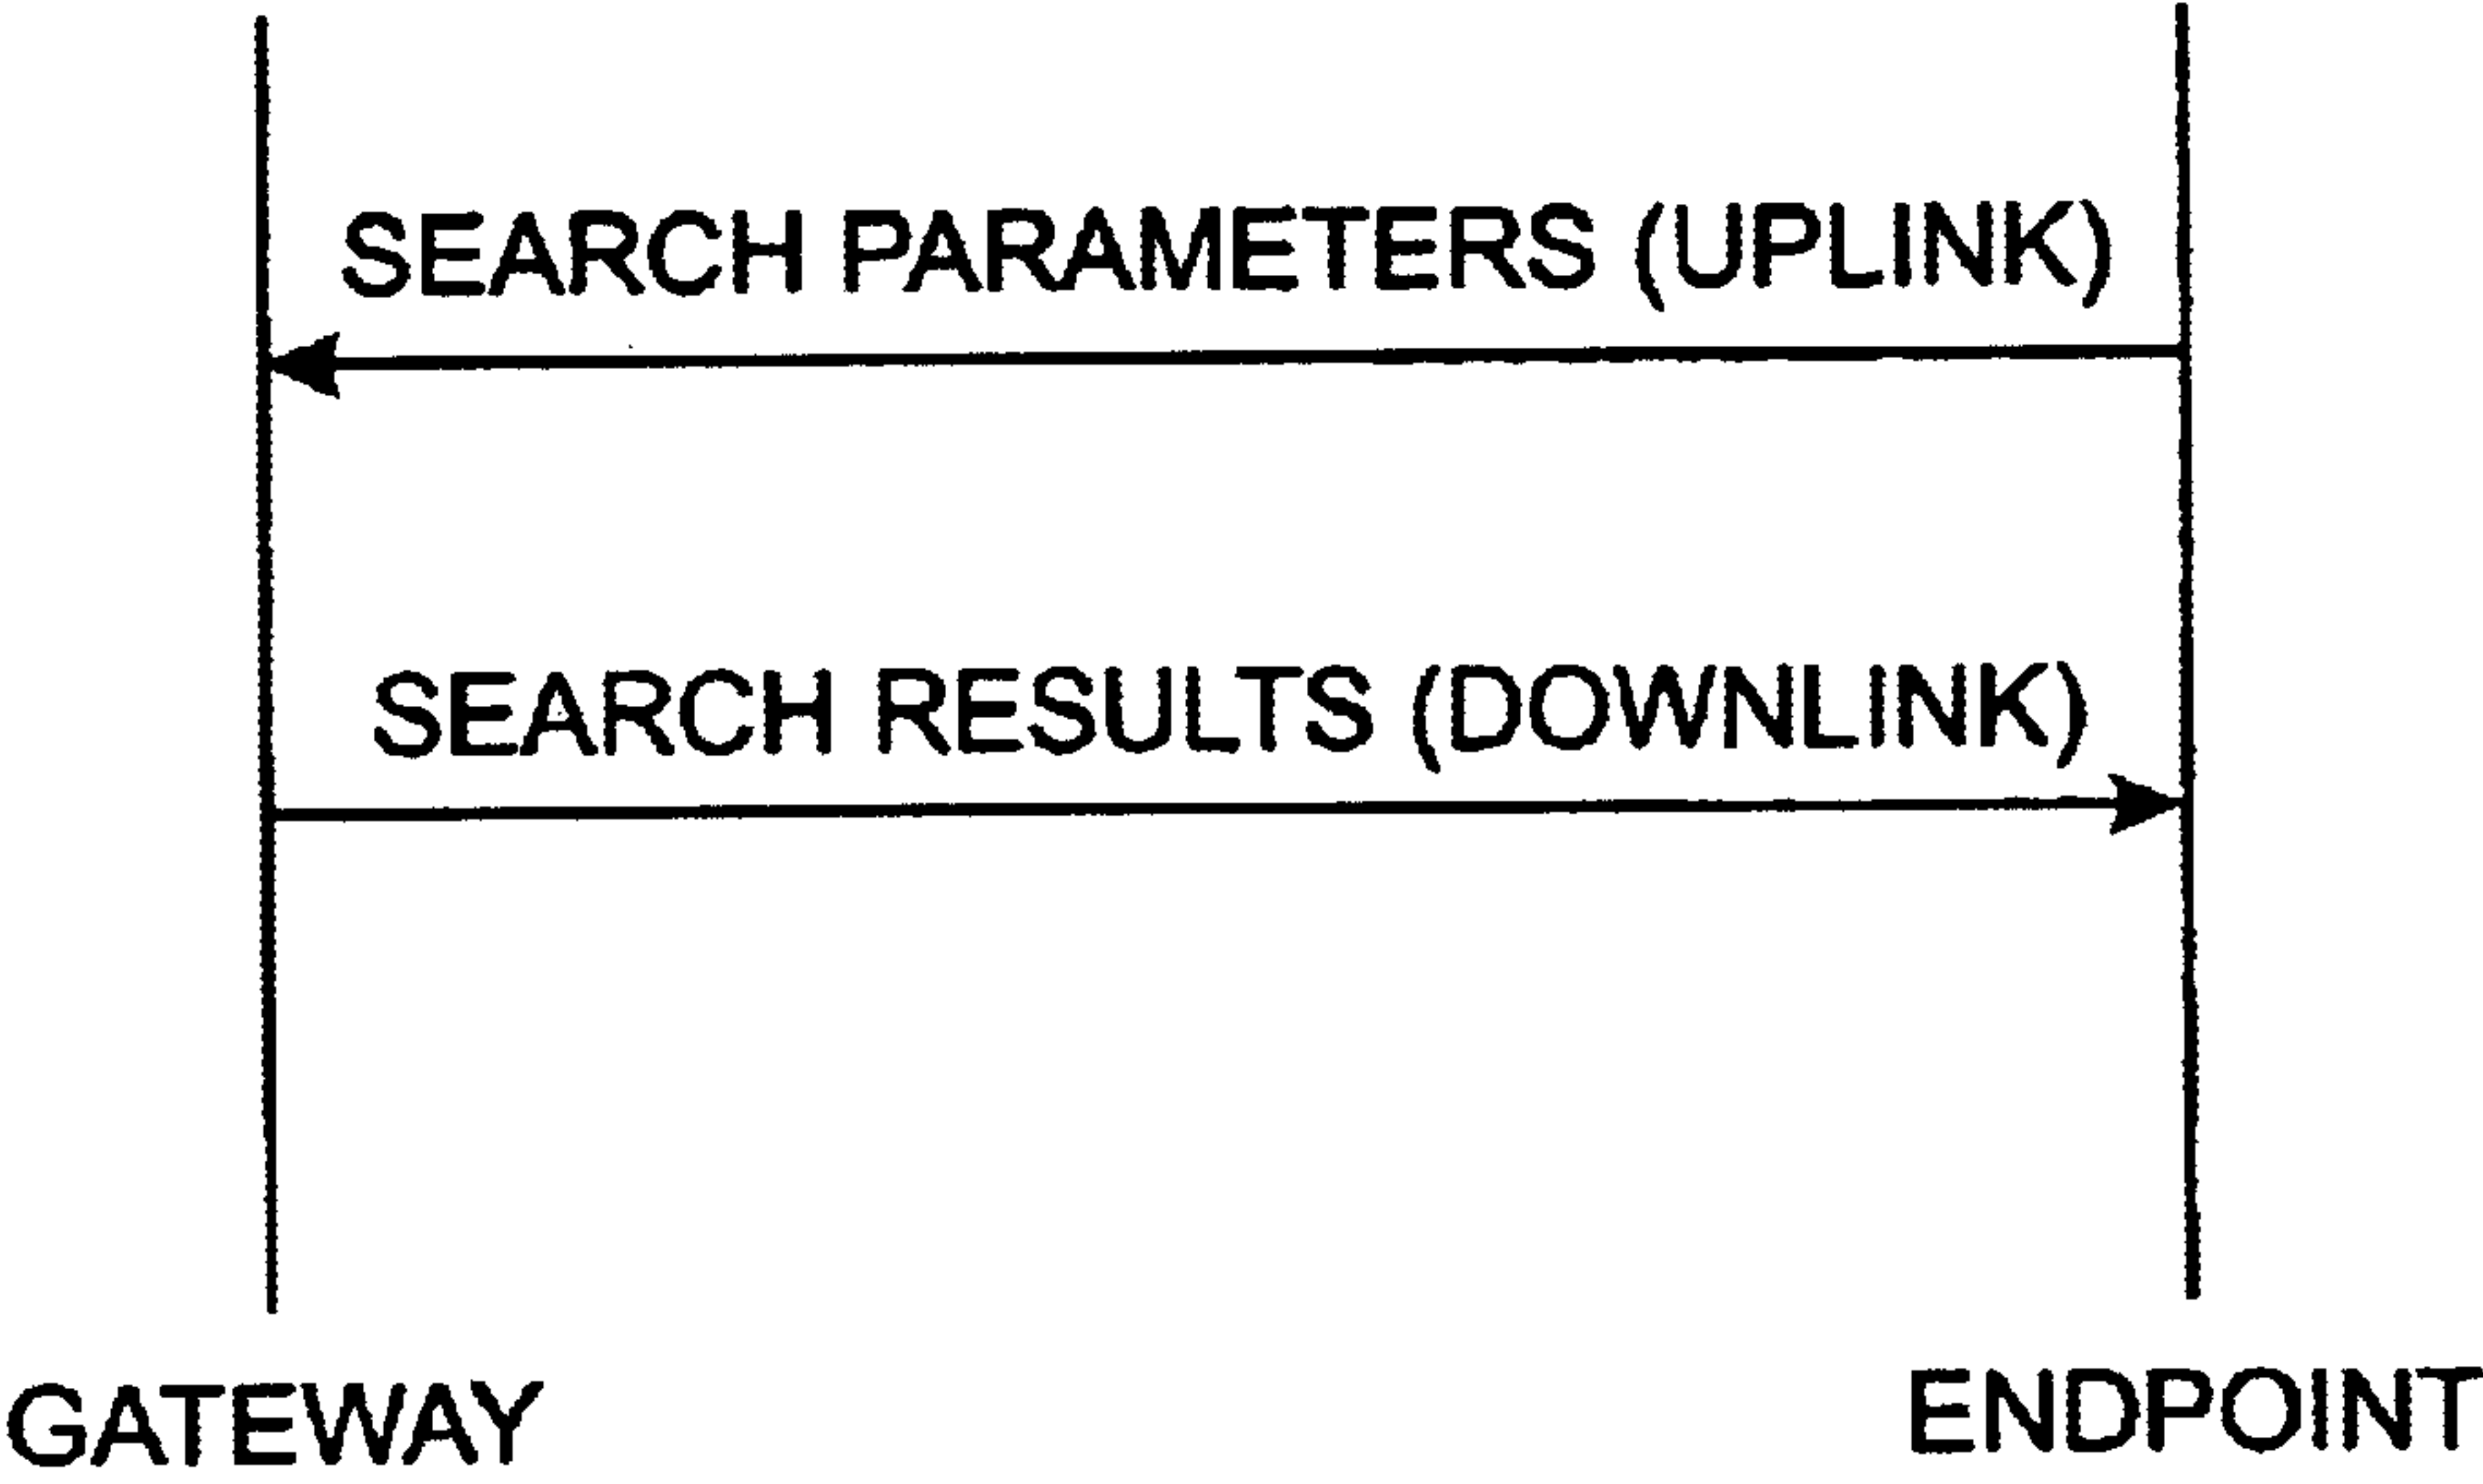 SEARCH PARAMETERS (UPLINK)
SEARCH RESULTS (DOWNLINK)
GATEWAY
ENDPOINT